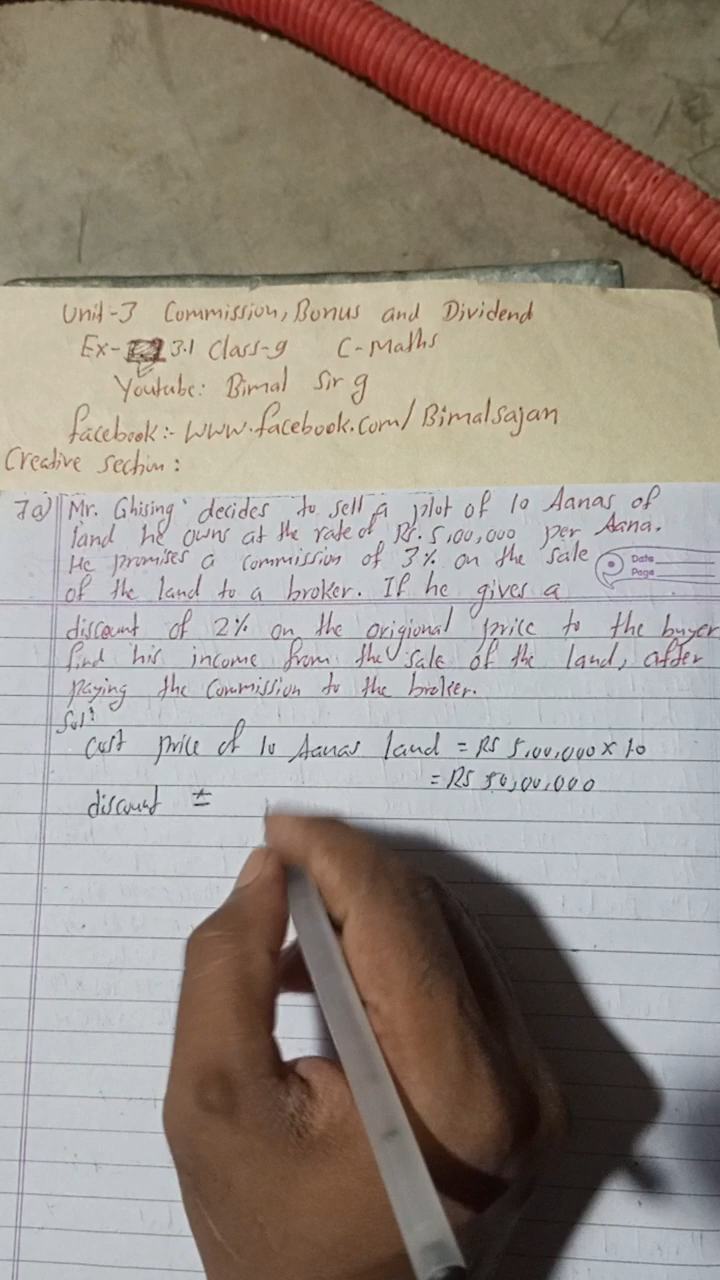 Unit-3 Commission, Bonus and Dividend
Ex- 3.1 Class-9 C-Maths
Youtube: Bimal Sir g
facebook:- www.facebook.com/Bimalsajan
Creative section:
7a) Mr. Ghising decides to sell a plot of 10 Aanas of
land he owns at the rate of Rs. 5,00,000 per Aana.
He promises a commission of 3% on the sale
Date
Page
of the land to a broker. If he gives a
discount of 2% on the origional price to the buyer
find his income from the sale of the land, after
paying the Commission to the broker.
Solⁿ
Cost price of 10 Aanas land = RS 5,00,000 × 10
= RS 50,00,000
discount =